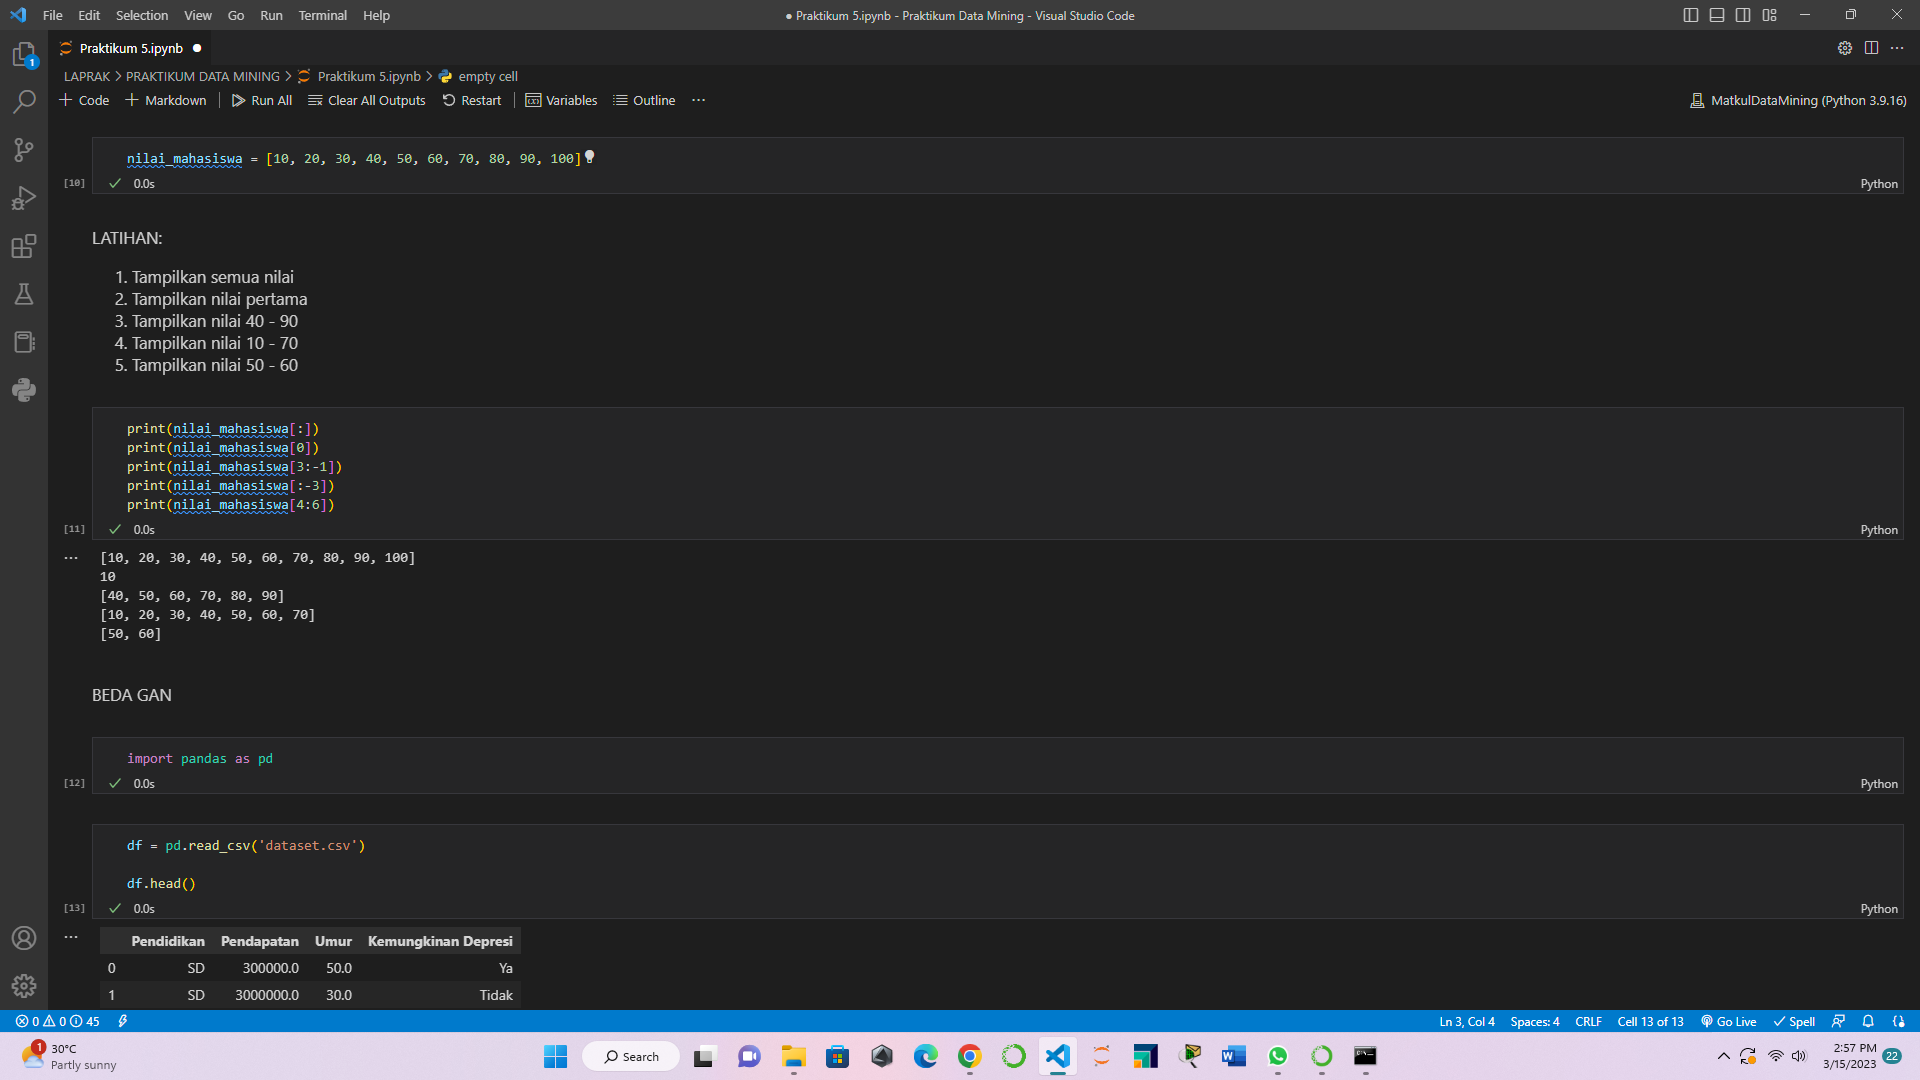 File Edit Selection View Go Run Terminal Help
● Praktikum 5.ipynb - Praktikum Data Mining - Visual Studio Code
Praktikum 5.ipynb ●
1
LAPRAK > PRAKTIKUM DATA MINING > Praktikum 5.ipynb > empty cell
+ Code + Markdown | Run All Clear All Outputs Restart | Variables Outline ...
MatkulDataMining (Python 3.9.16)
nilai_mahasiswa = [10, 20, 30, 40, 50, 60, 70, 80, 90, 100]
[10] ✓ 0.0s Python
LATIHAN:
1. Tampilkan semua nilai
2. Tampilkan nilai pertama
3. Tampilkan nilai 40 - 90
4. Tampilkan nilai 10 - 70
5. Tampilkan nilai 50 - 60
print(nilai_mahasiswa[:])
print(nilai_mahasiswa[0])
print(nilai_mahasiswa[3:-1])
print(nilai_mahasiswa[:-3])
print(nilai_mahasiswa[4:6])
[11] ✓ 0.0s Python
... [10, 20, 30, 40, 50, 60, 70, 80, 90, 100]
10
[40, 50, 60, 70, 80, 90]
[10, 20, 30, 40, 50, 60, 70]
[50, 60]
BEDA GAN
import pandas as pd
[12] ✓ 0.0s Python
df = pd.read_csv('dataset.csv')
df.head()
[13] ✓ 0.0s Python
... Pendidikan Pendapatan Umur Kemungkinan Depresi
0 SD 300000.0 50.0 Ya
1 SD 3000000.0 30.0 Tidak
0 0 45
Ln 3, Col 4 Spaces: 4 CRLF Cell 13 of 13 Go Live ✓ Spell
1
30°C
Partly sunny
Search
2:57 PM
3/15/2023
22